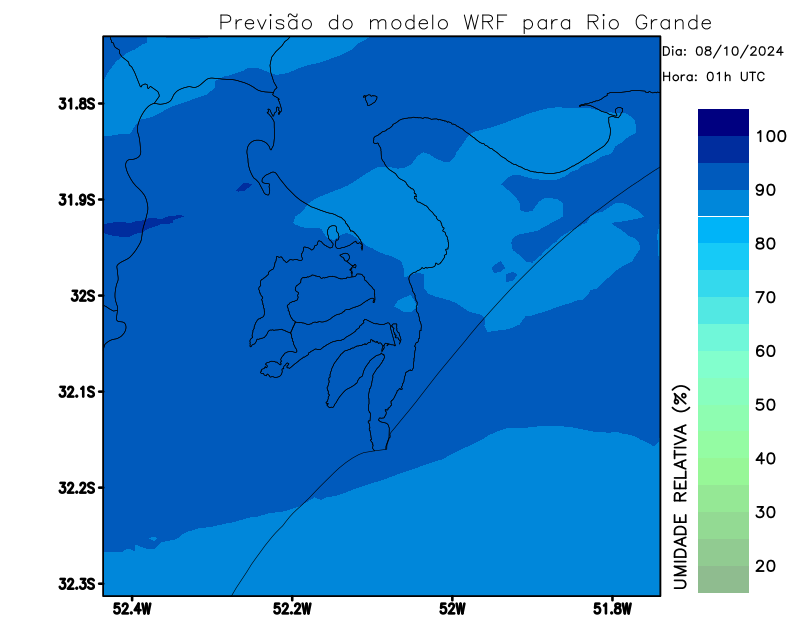 Previsão do modelo WRF para Rio Grande
Dia: 08/10/2024
Hora: 01h UTC
31.8S
31.9S
32S
32.1S
32.2S
32.3S
52.4W
52.2W
52W
51.8W
100
90
80
70
60
50
40
30
20
UMIDADE RELATIVA (%)